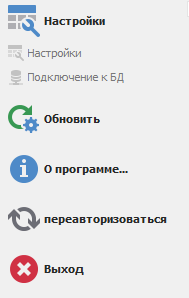 Настройки
Настройки
Подключение к БД
Обновить
О программе...
переавторизоваться
Выход